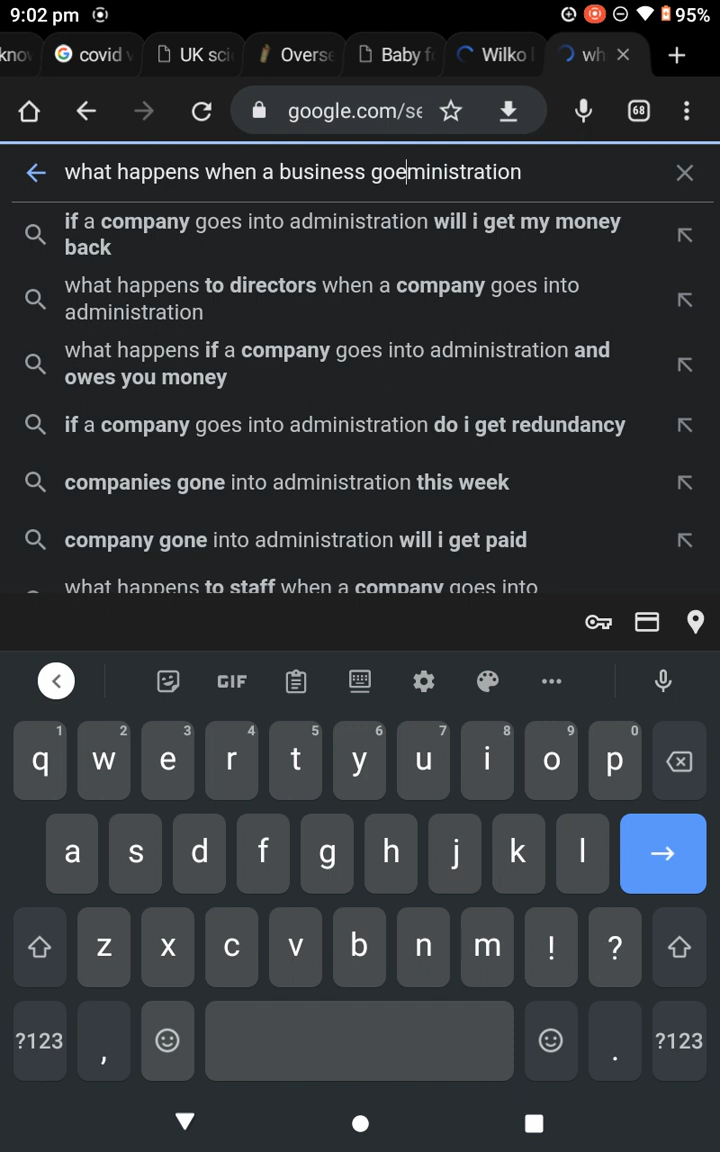 9:02 pm 95%
know covid v UK sci Overse Baby f Wilko wh
google.com/se 68
what happens when a business goeministration
if a company goes into administration will i get my money
back
what happens to directors when a company goes into
administration
what happens if a company goes into administration and
owes you money
if a company goes into administration do i get redundancy
companies gone into administration this week
company gone into administration will i get paid
what happens to staff when a company goes into
GIF
1 2 3 4 5 6 7 8 9 0
q w e r t y u i o p
a s d f g h j k l
z x c v b n m ! ?
?123 , . ?123